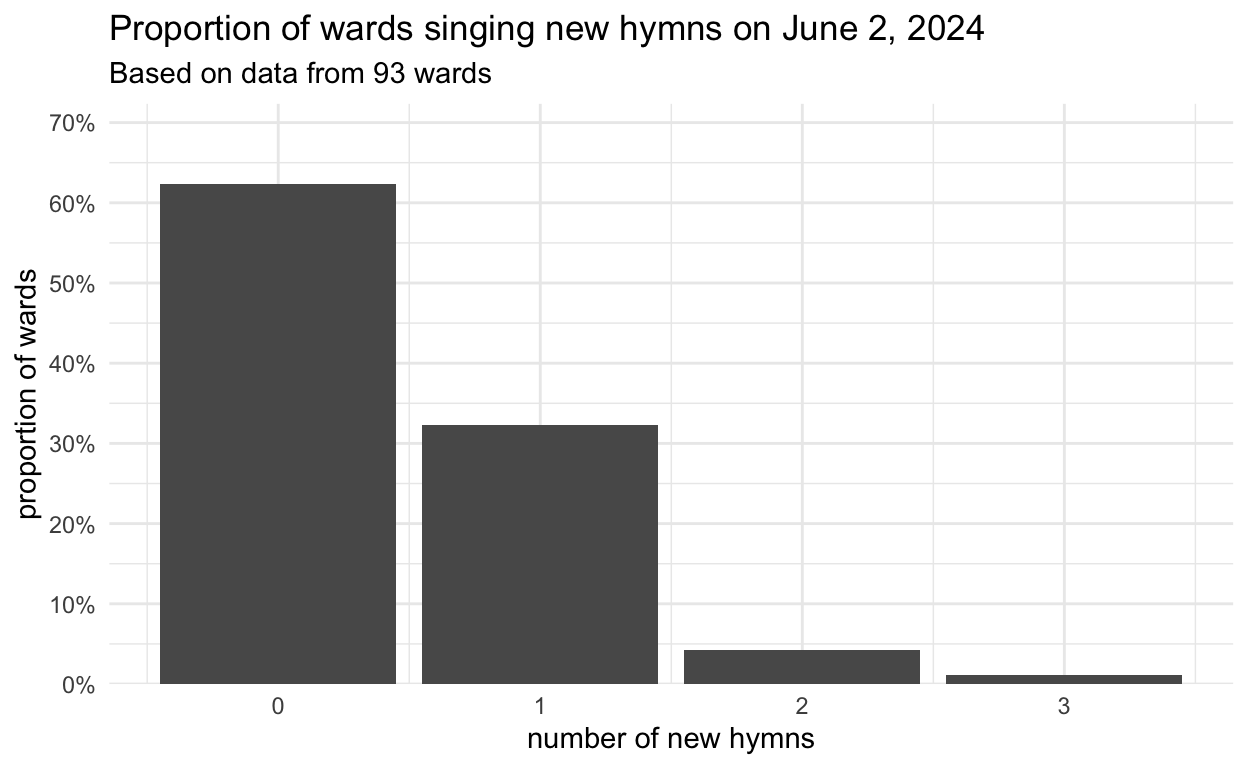 Proportion of wards singing new hymns on June 2, 2024
Based on data from 93 wards
70%
60%
50%
40%
30%
20%
10%
0%
proportion of wards
0 1 2 3
number of new hymns